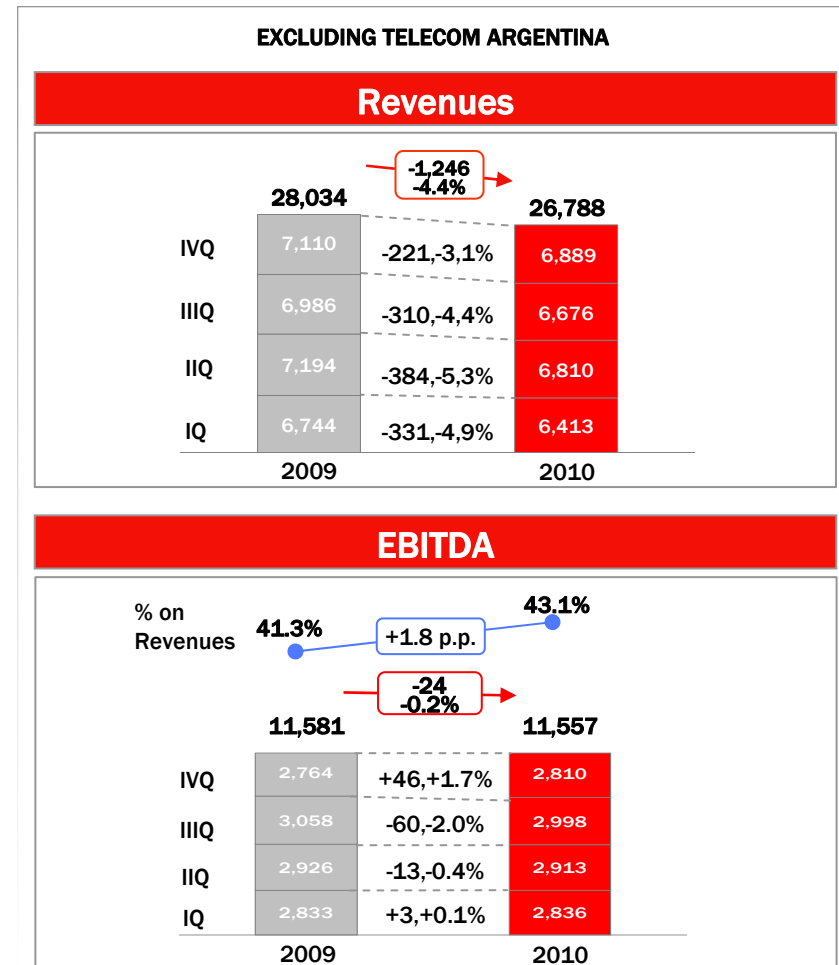 EXCLUDING TELECOM ARGENTINA
Revenues
-1,246
-4.4%
28,034
26,788
IVQ
7,110
-221,-3,1%
6,889
IIIQ
6,986
-310,-4,4%
6,676
IIQ
7,194
-384,-5,3%
6,810
IQ
6,744
-331,-4,9%
6,413
2009
2010
EBITDA
% on
Revenues
41.3%
+1.8 p.p.
43.1%
-24
-0.2%
11,581
11,557
IVQ
2,764
+46,+1.7%
2,810
IIIQ
3,058
-60,-2.0%
2,998
IIQ
2,926
-13,-0.4%
2,913
IQ
2,833
+3,+0.1%
2,836
2009
2010